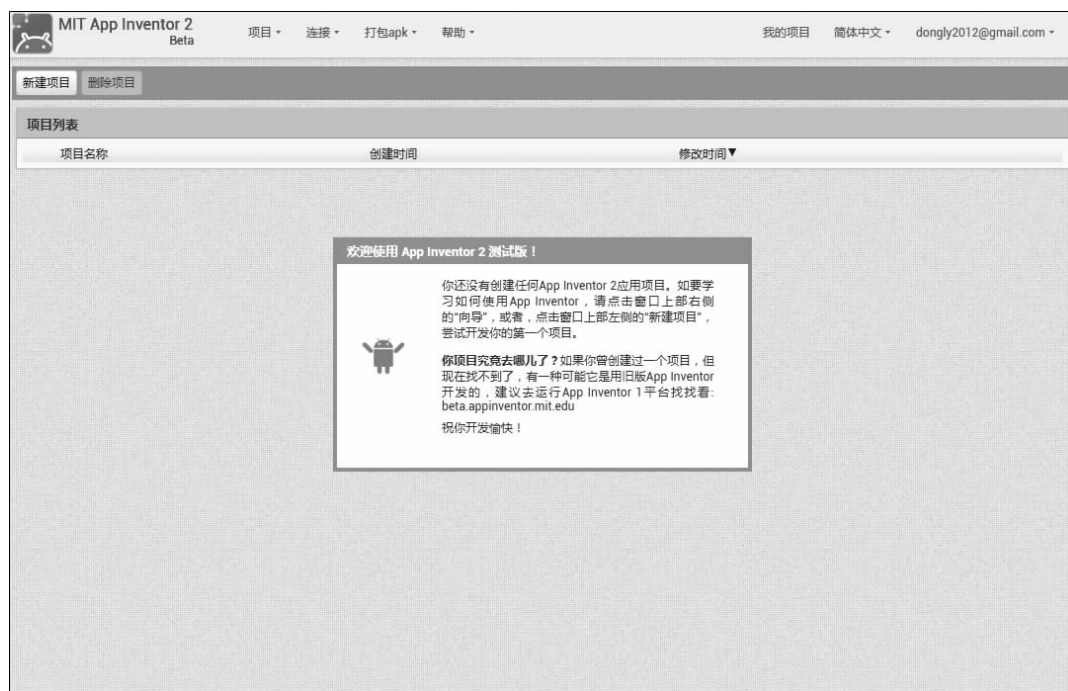 MIT App Inventor 2
Beta
项目 连接 打包apk 帮助 我的项目 简体中文 dongly2012@gmail.com
新建项目 删除项目
项目列表
项目名称 创建时间 修改时间▼
欢迎使用 App Inventor 2 测试版！
你还没有创建任何App Inventor 2应用项目。如要学
习如何使用App Inventor，请点击窗口上部右侧
的“向导”，或者，点击窗口上部左侧的“新建项目”，
尝试开发你的第一个项目。
你项目究竟去哪儿了？如果你曾创建过一个项目，但
现在找不到了，有一种可能它是用旧版App Inventor
开发的，建议去运行App Inventor 1平台找找看:
beta.appinventor.mit.edu
祝你开发愉快！